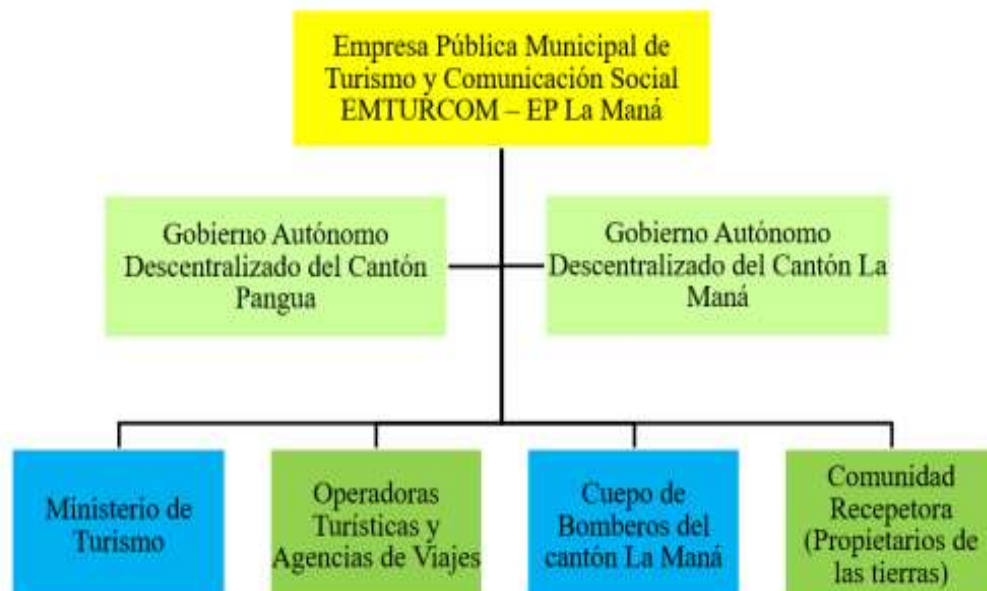 Empresa Pública Municipal de
Turismo y Comunicación Social
EMTURCOM – EP La Maná
Gobierno Autónomo
Descentralizado del Cantón
Pangua
Gobierno Autónomo
Descentralizado del Cantón La
Maná
Ministerio de
Turismo
Operadoras
Turísticas y
Agencias de Viajes
Cuepo de
Bomberos del
cantón La Maná
Comunidad
Recepetora
(Propietarios de
las tierras)